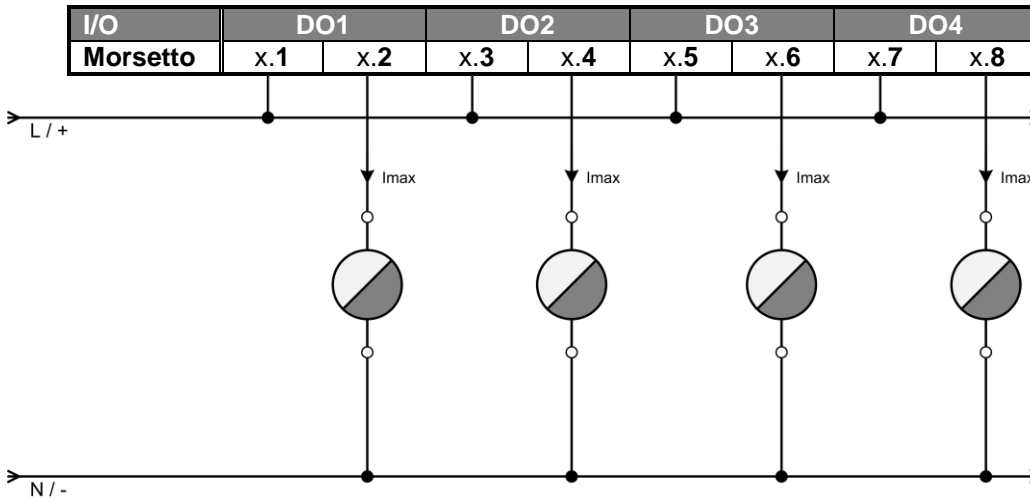 I/O DO1 DO2 DO3 DO4
Morsetto x.1 x.2 x.3 x.4 x.5 x.6 x.7 x.8
L / +
Imax Imax Imax Imax
N / -